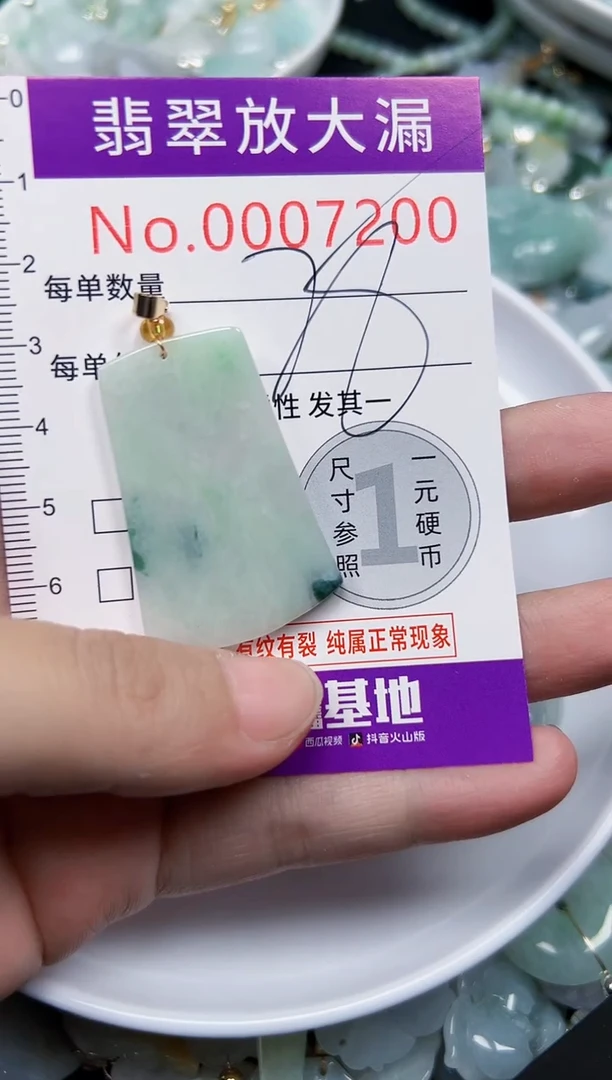 0
翡翠放大漏
1
No.0007200
2
每单数量
3
每单
4
性 发其一
5
尺寸参照
1
一元硬币
6
有纹有裂 纯属正常现象
基地
西瓜视频 抖音火山版